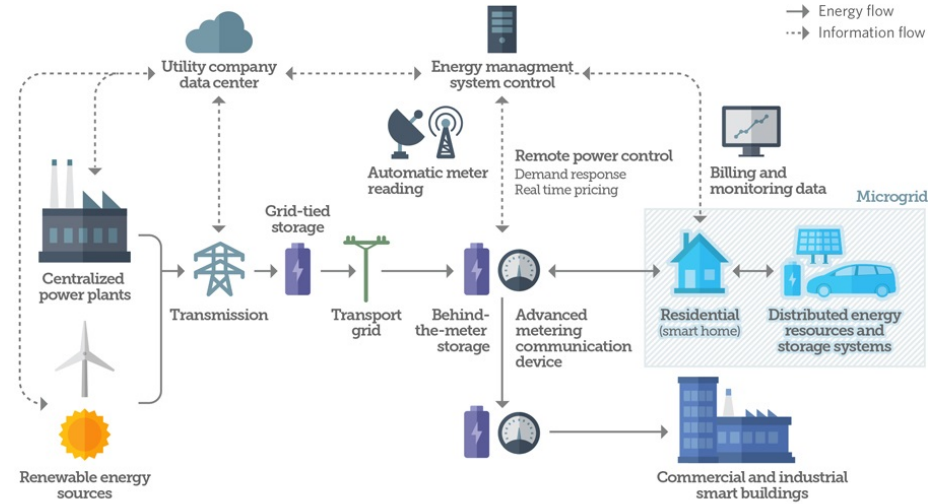 Energy flow
Information flow
Utility company
data center
Energy managment
system control
Automatic meter
reading
Remote power control
Demand response
Real time pricing
Billing and
monitoring data
Microgrid
Grid-tied
storage
Centralized
power plants
Transmission
Transport
grid
Behind-
the-meter
storage
Advanced
metering
communication
device
Residential
(smart home)
Distributed energy
resources and
storage systems
Renewable energy
sources
Commercial and industrial
smart buildings